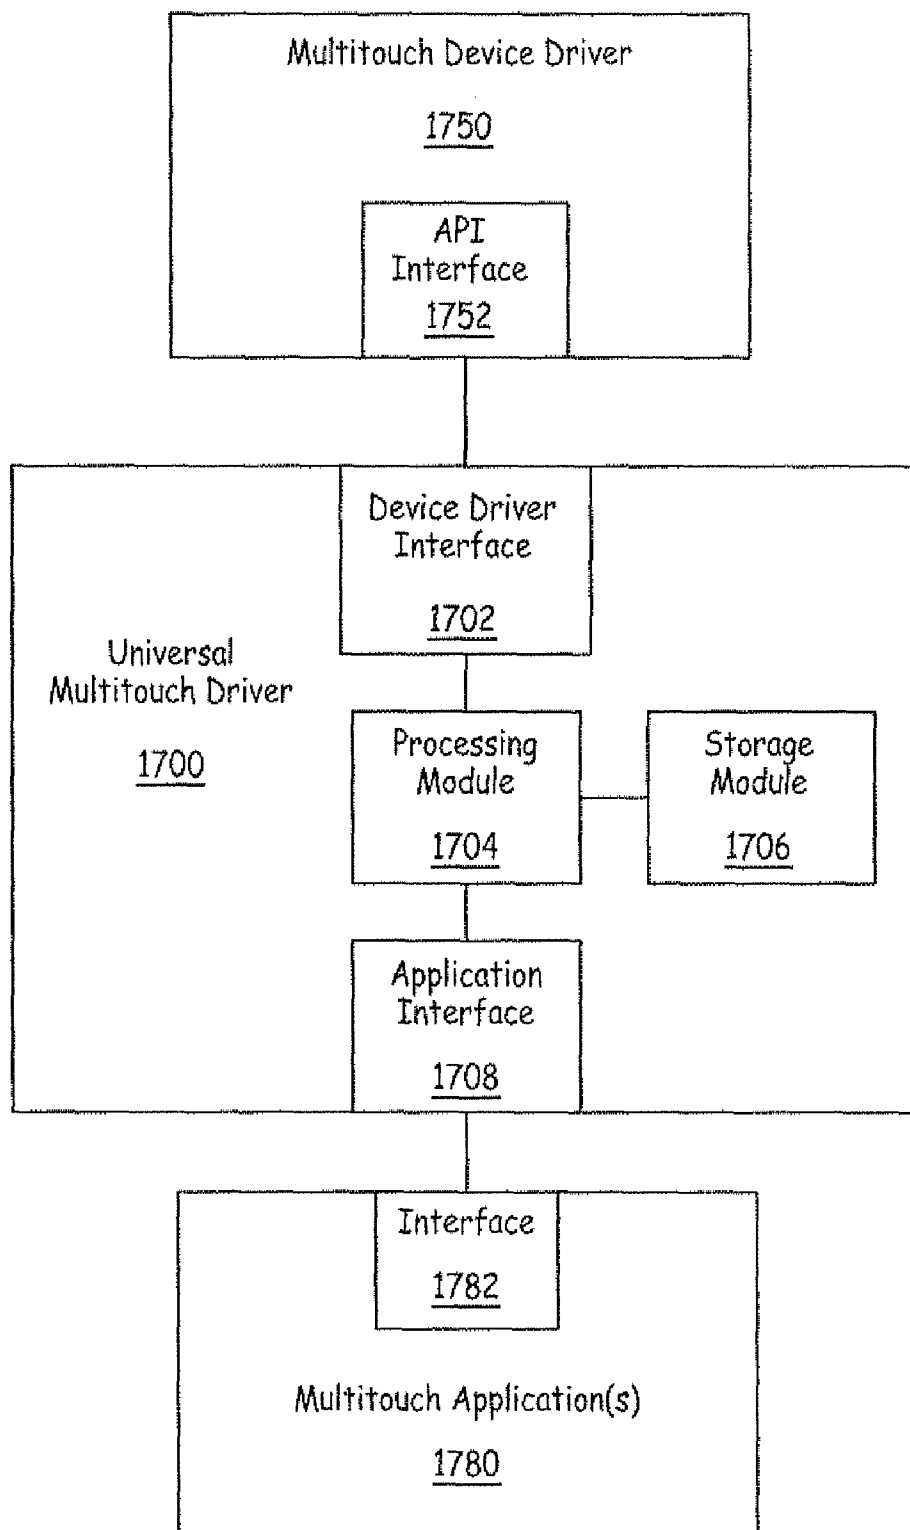 Multitouch Device Driver
1750
API
Interface
1752
Device Driver
Interface
1702
Universal
Multitouch Driver
1700
Processing
Module
1704
Storage
Module
1706
Application
Interface
1708
Interface
1782
Multitouch Application(s)
1780